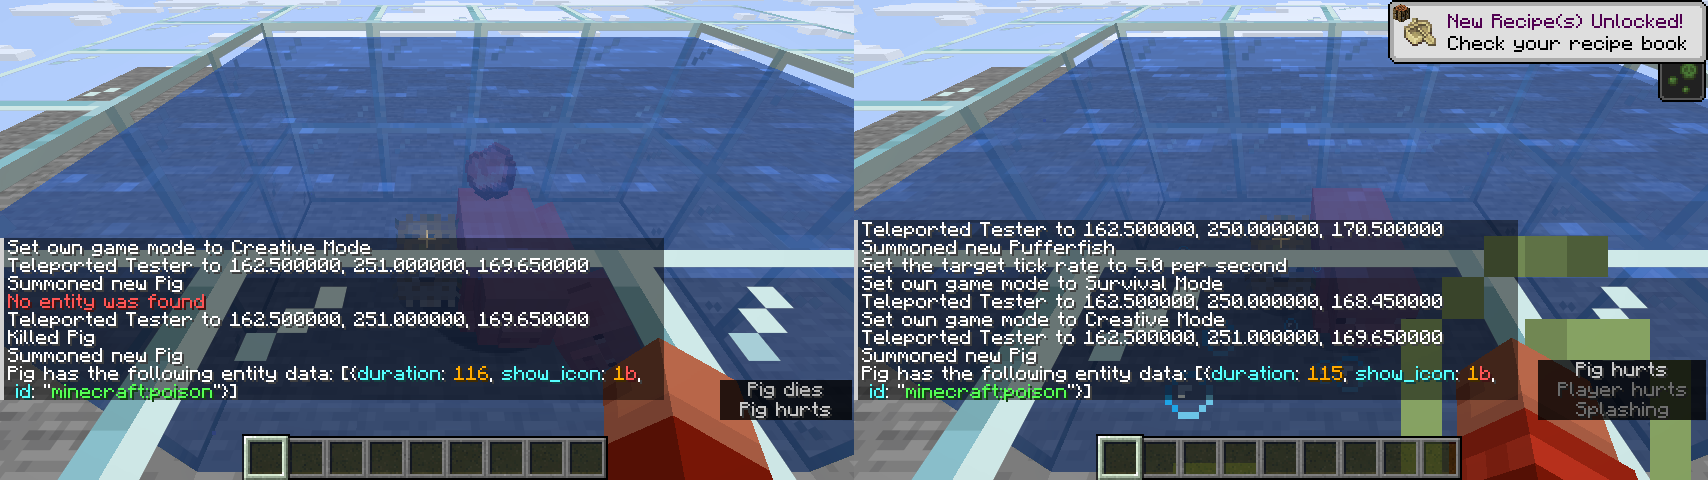 Set own game mode to Creative Mode
Teleported Tester to 162.500000, 251.000000, 169.650000
Summoned new Pig
No entity was found
Teleported Tester to 162.500000, 251.000000, 169.650000
Killed Pig
Summoned new Pig
Pig has the following entity data: [{duration: 116, show_icon: 1b,
id: "minecraft:poison"}]
Pig dies
Pig hurts
New Recipe(s) Unlocked!
Check your recipe book
Teleported Tester to 162.500000, 250.000000, 170.500000
Summoned new Pufferfish
Set the target tick rate to 5.0 per second
Set own game mode to Survival Mode
Teleported Tester to 162.500000, 250.000000, 168.450000
Set own game mode to Creative Mode
Teleported Tester to 162.500000, 251.000000, 169.650000
Summoned new Pig
Pig has the following entity data: [{duration: 115, show_icon: 1b,
id: "minecraft:poison"}]
Pig hurts
Player hurts
Splashing